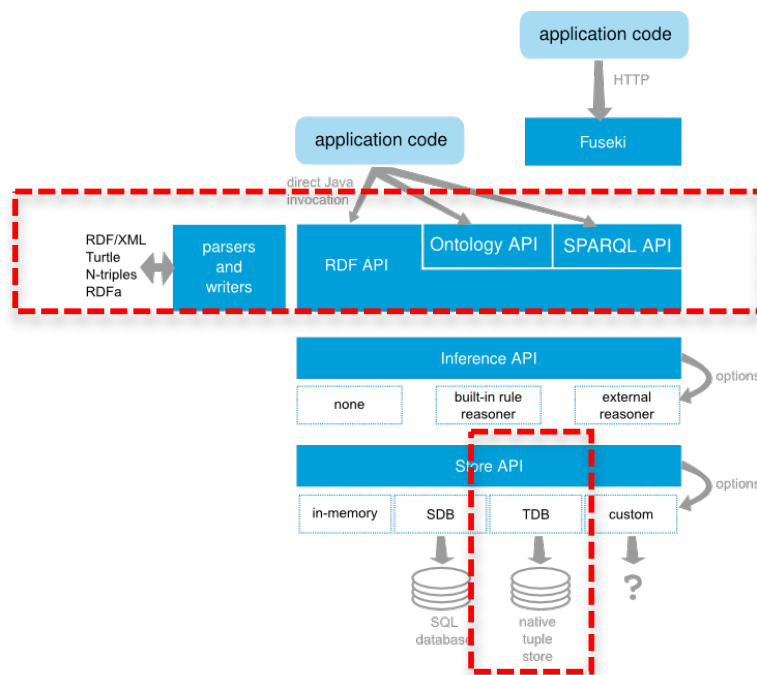 application code
HTTP
Fuseki
application code
direct Java
invocation
RDF/XML
Turtle
N-triples
RDFa
parsers
and
writers
RDF API
Ontology API
SPARQL API
Inference API
options
none
built-in rule
reasoner
external
reasoner
Store API
options
in-memory
SDB
TDB
custom
?
SQL
database
native
tuple
store